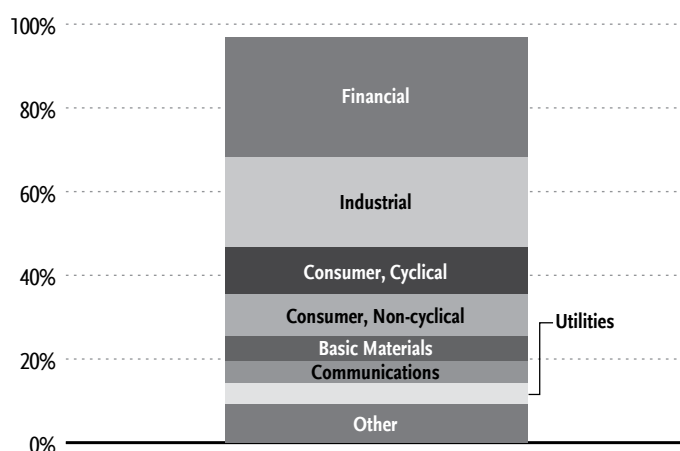 100%
Financial
80%
60%
Industrial
40%
Consumer, Cyclical
Consumer, Non-cyclical
Utilities
Basic Materials
20%
Communications
Other
0%